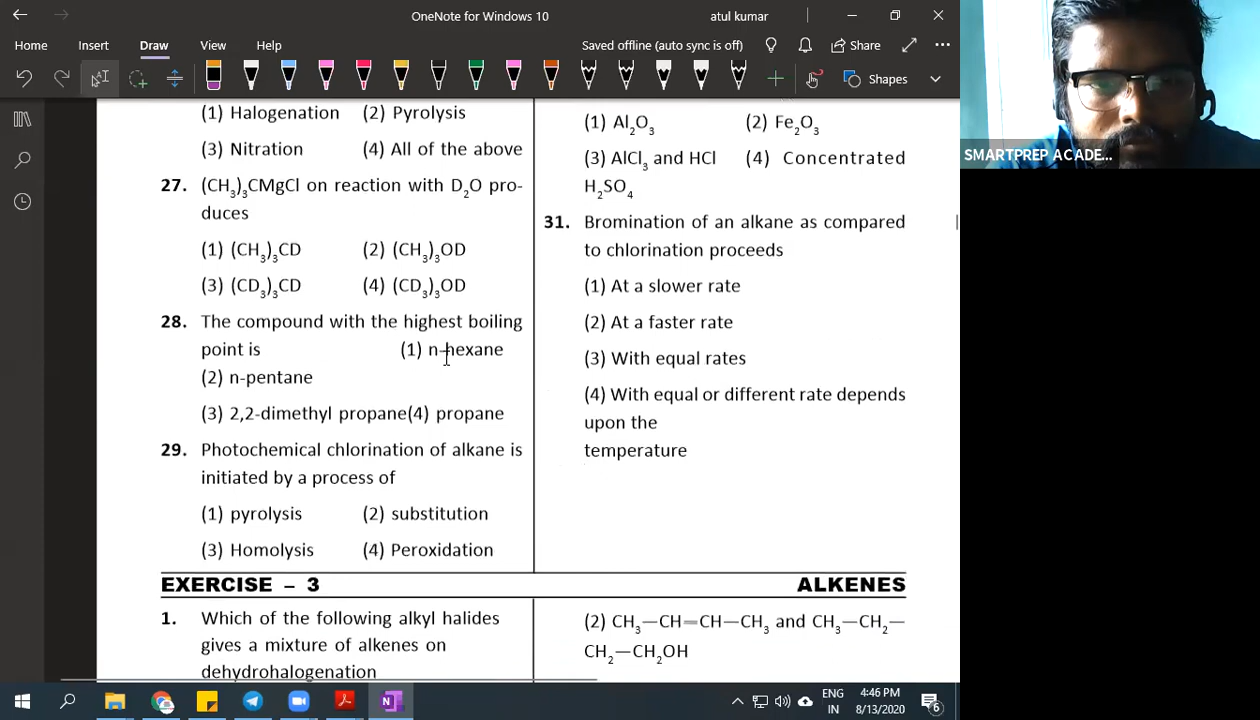 OneNote for Windows 10
atul kumar
Home Insert Draw View Help
Saved offline (auto sync is off)
Share
Shapes
(1) Halogenation (2) Pyrolysis
(3) Nitration (4) All of the above
27. (CH₃)₃CMgCl on reaction with D₂O pro-
duces
(1) (CH₃)₃CD (2) (CH₃)₃OD
(3) (CD₃)₃CD (4) (CD₃)₃OD
28. The compound with the highest boiling
point is (1) n-hexane
(2) n-pentane
(3) 2,2-dimethyl propane(4) propane
29. Photochemical chlorination of alkane is
initiated by a process of
(1) pyrolysis (2) substitution
(3) Homolysis (4) Peroxidation
(1) Al₂O₃ (2) Fe₂O₃
(3) AlCl₃ and HCl (4) Concentrated
H₂SO₄
31. Bromination of an alkane as compared
to chlorination proceeds
(1) At a slower rate
(2) At a faster rate
(3) With equal rates
(4) With equal or different rate depends
upon the
temperature
EXERCISE – 3 ALKENES
1. Which of the following alkyl halides
gives a mixture of alkenes on
dehydrohalogenation
(2) CH₃—CH=CH—CH₃ and CH₃—CH₂—
CH₂—CH₂OH
SMARTPREP ACADE...
ENG
IN
4:46 PM
8/13/2020
6